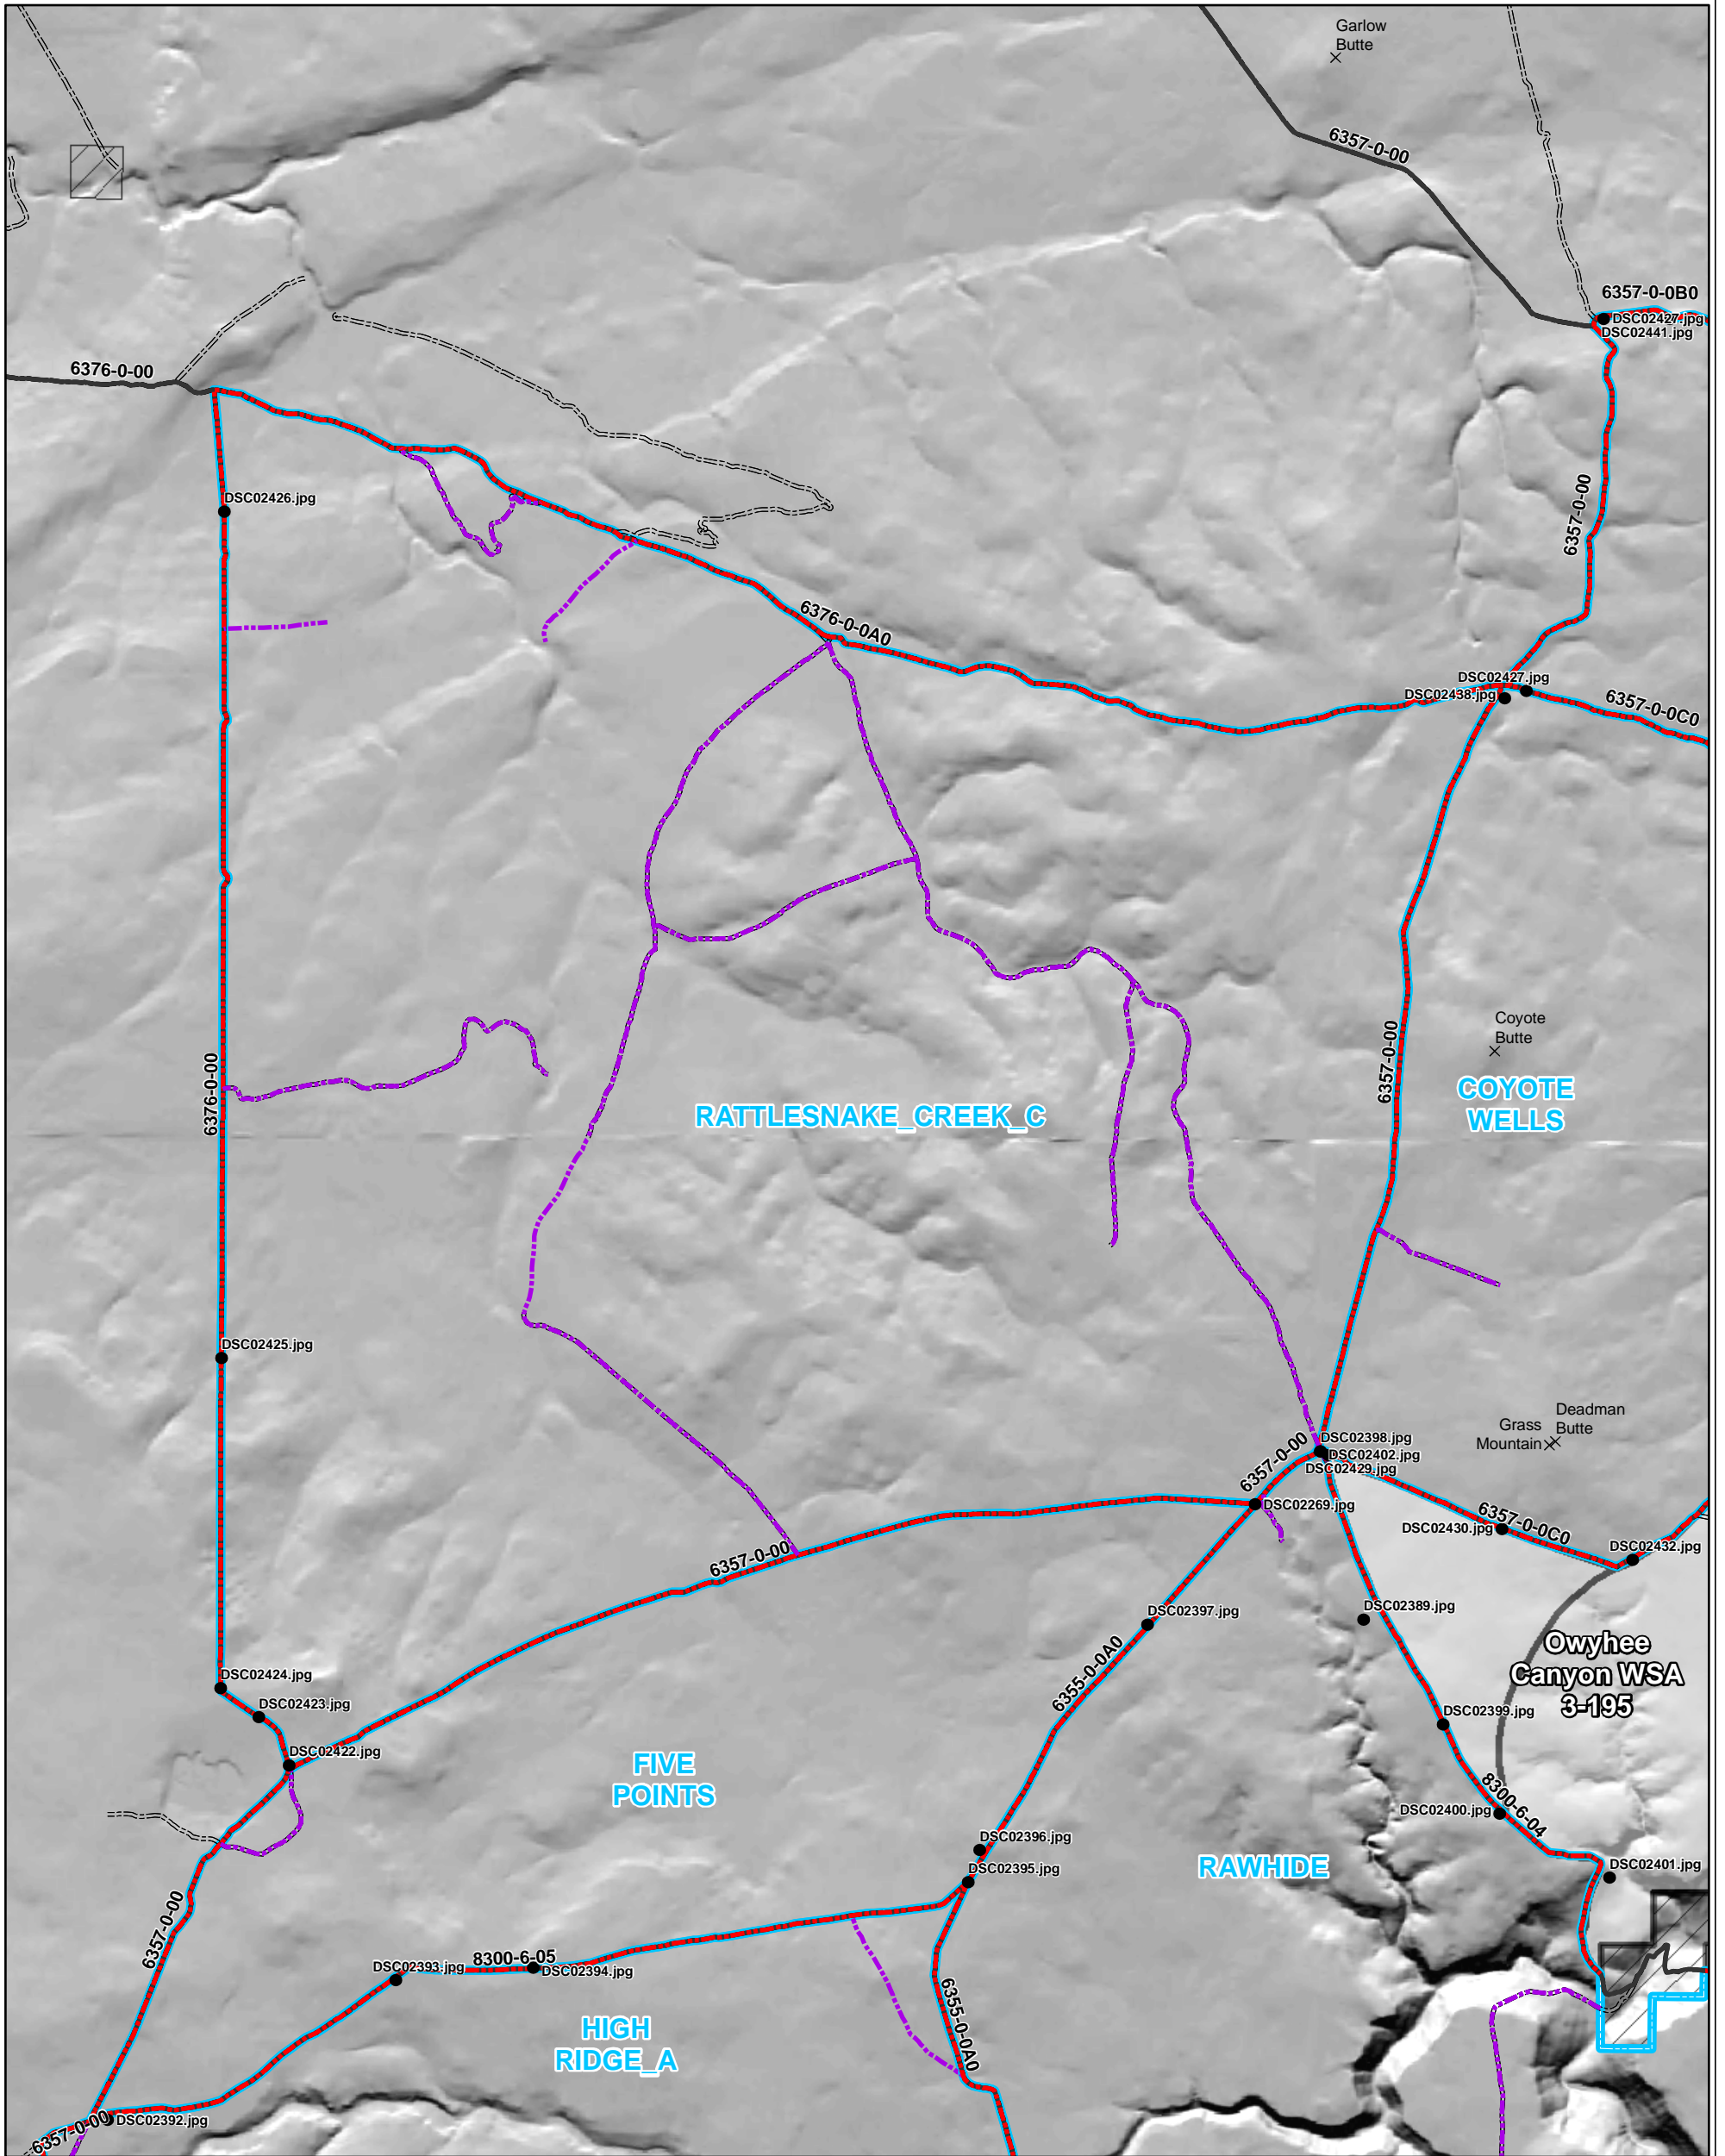 Garlow
Butte
6357-0-00
6357-0-0B0
DSC02427.jpg
DSC02441.jpg
6376-0-00
DSC02426.jpg
6357-0-00
6376-0-0A0
DSC02427.jpg
DSC02438.jpg
6357-0-0C0
Coyote
Butte
6357-0-00
6376-0-00
COYOTE
WELLS
RATTLESNAKE_CREEK_C
DSC02425.jpg
Deadman
Butte
Grass
Mountain
DSC02398.jpg
DSC02402.jpg
DSC02429.jpg
6357-0-00
DSC02269.jpg
6357-0-0C0
DSC02430.jpg
DSC02432.jpg
6357-0-00
DSC02397.jpg
DSC02389.jpg
Owyhee
Canyon WSA
3-195
6355-0-0A0
DSC02424.jpg
DSC02423.jpg
DSC02399.jpg
DSC02422.jpg
FIVE
POINTS
8300-6-04
DSC02400.jpg
DSC02396.jpg
DSC02395.jpg
RAWHIDE
DSC02401.jpg
6357-0-00
8300-6-05
DSC02393.jpg
DSC02394.jpg
6355-0-0A0
HIGH
RIDGE_A
DSC02392.jpg
6357-0-00